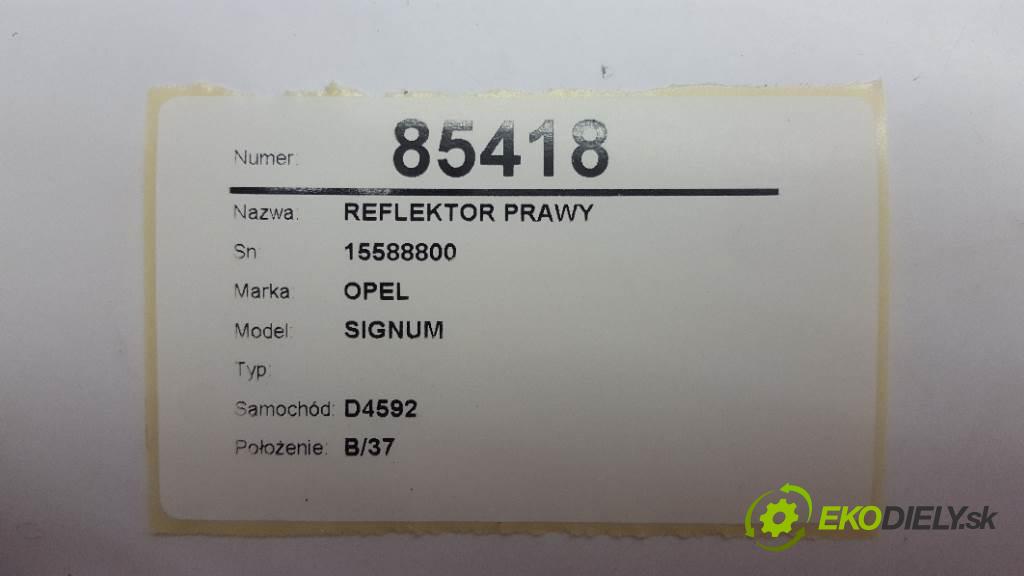 Numer: 85418
Nazwa: REFLEKTOR PRAWY
Sn: 15588800
Marka OPEL
Model: SIGNUM
Typ:
Samochód: D4592
Położenie: B/37
EKODIELY.sk